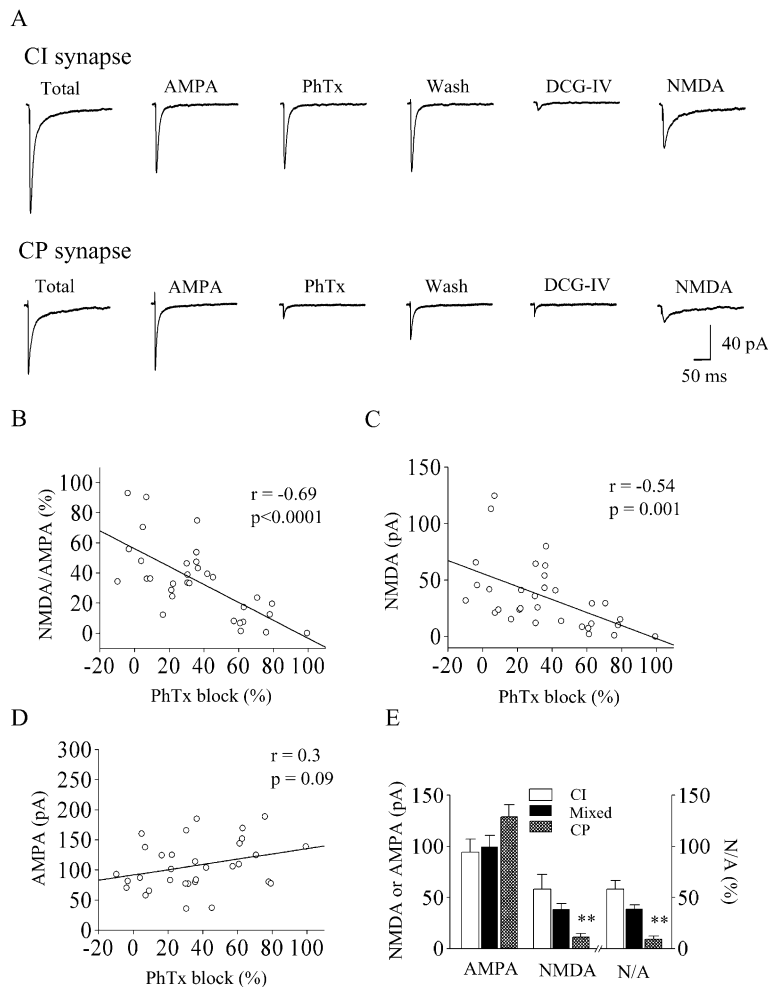 A
CI synapse
Total AMPA PhTx Wash DCG-IV NMDA
CP synapse
Total AMPA PhTx Wash DCG-IV NMDA
40 pA
50 ms
B
NMDA/AMPA (%)
100
80
60
40
20
0
r = -0.69
p<0.0001
-20 0 20 40 60 80 100
PhTx block (%)
C
NMDA (pA)
150
100
50
0
r = -0.54
p = 0.001
-20 0 20 40 60 80 100
PhTx block (%)
D
AMPA (pA)
300
250
200
150
100
50
0
r = 0.3
p = 0.09
-20 0 20 40 60 80 100
PhTx block (%)
E
NMDA or AMPA (pA)
150
100
50
0
CI
Mixed
CP
** **
150
100
50
0
N/A (%)
AMPA NMDA N/A